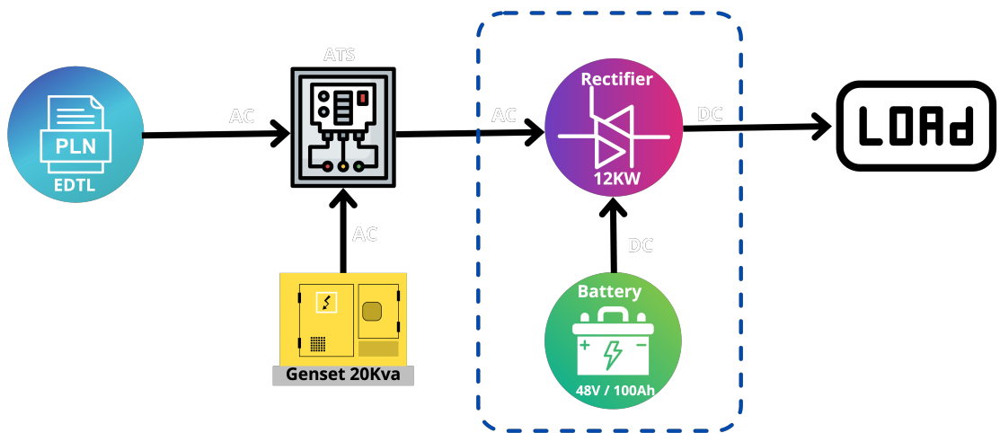 ATS
PLN
EDTL
AC
AC
Rectifier
12KW
DC
LOAd
AC
Genset 20Kva
DC
Battery
+ −
48V / 100Ah